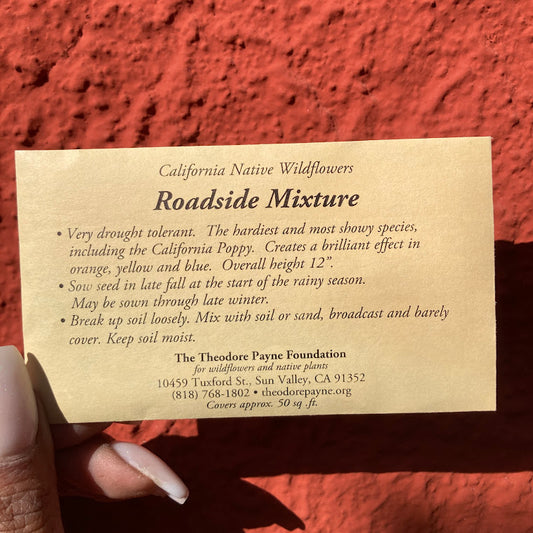 California Native Wildflowers
Roadside Mixture
• Very drought tolerant. The hardiest and most showy species,
including the California Poppy. Creates a brilliant effect in
orange, yellow and blue. Overall height 12”.
• Sow seed in late fall at the start of the rainy season.
May be sown through late winter.
• Break up soil loosely. Mix with soil or sand, broadcast and barely
cover. Keep soil moist.
The Theodore Payne Foundation
for wildflowers and native plants
10459 Tuxford St., Sun Valley, CA 91352
(818) 768-1802 • theodorepayne.org
Covers approx. 50 sq .ft.